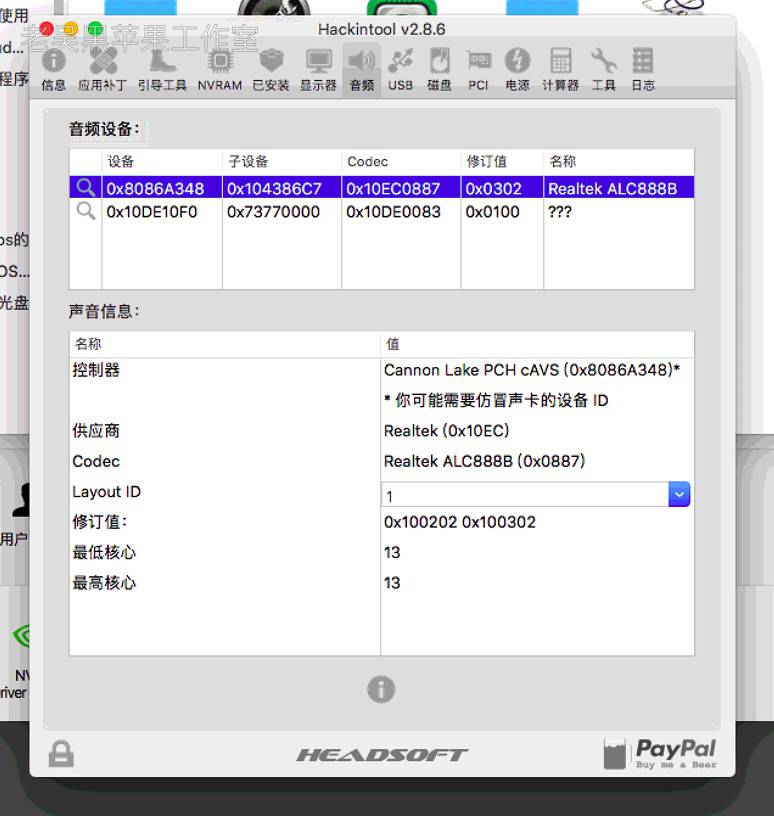 使用
Hackintool v2.8.6
老吴黑苹果工作室
ud...
程序
信息 应用补丁 引导工具 NVRAM 已安装 显示器 音频 USB 磁盘 PCI 电源 计算器 工具 日志
音频设备：
设备 子设备 Codec 修订值 名称
0x8086A348 0x104386C7 0x10EC0887 0x0302 Realtek ALC888B
0x10DE10F0 0x73770000 0x10DE0083 0x0100 ???
os的
OS...
光盘
声音信息：
名称 值
控制器 Cannon Lake PCH cAVS (0x8086A348)*
* 你可能需要仿冒声卡的设备 ID
供应商 Realtek (0x10EC)
Codec Realtek ALC888B (0x0887)
Layout ID 1
修订值： 0x100202 0x100302
用户
最低核心 13
最高核心 13
NV
river
HEADSOFT
PayPal
Buy me a Beer